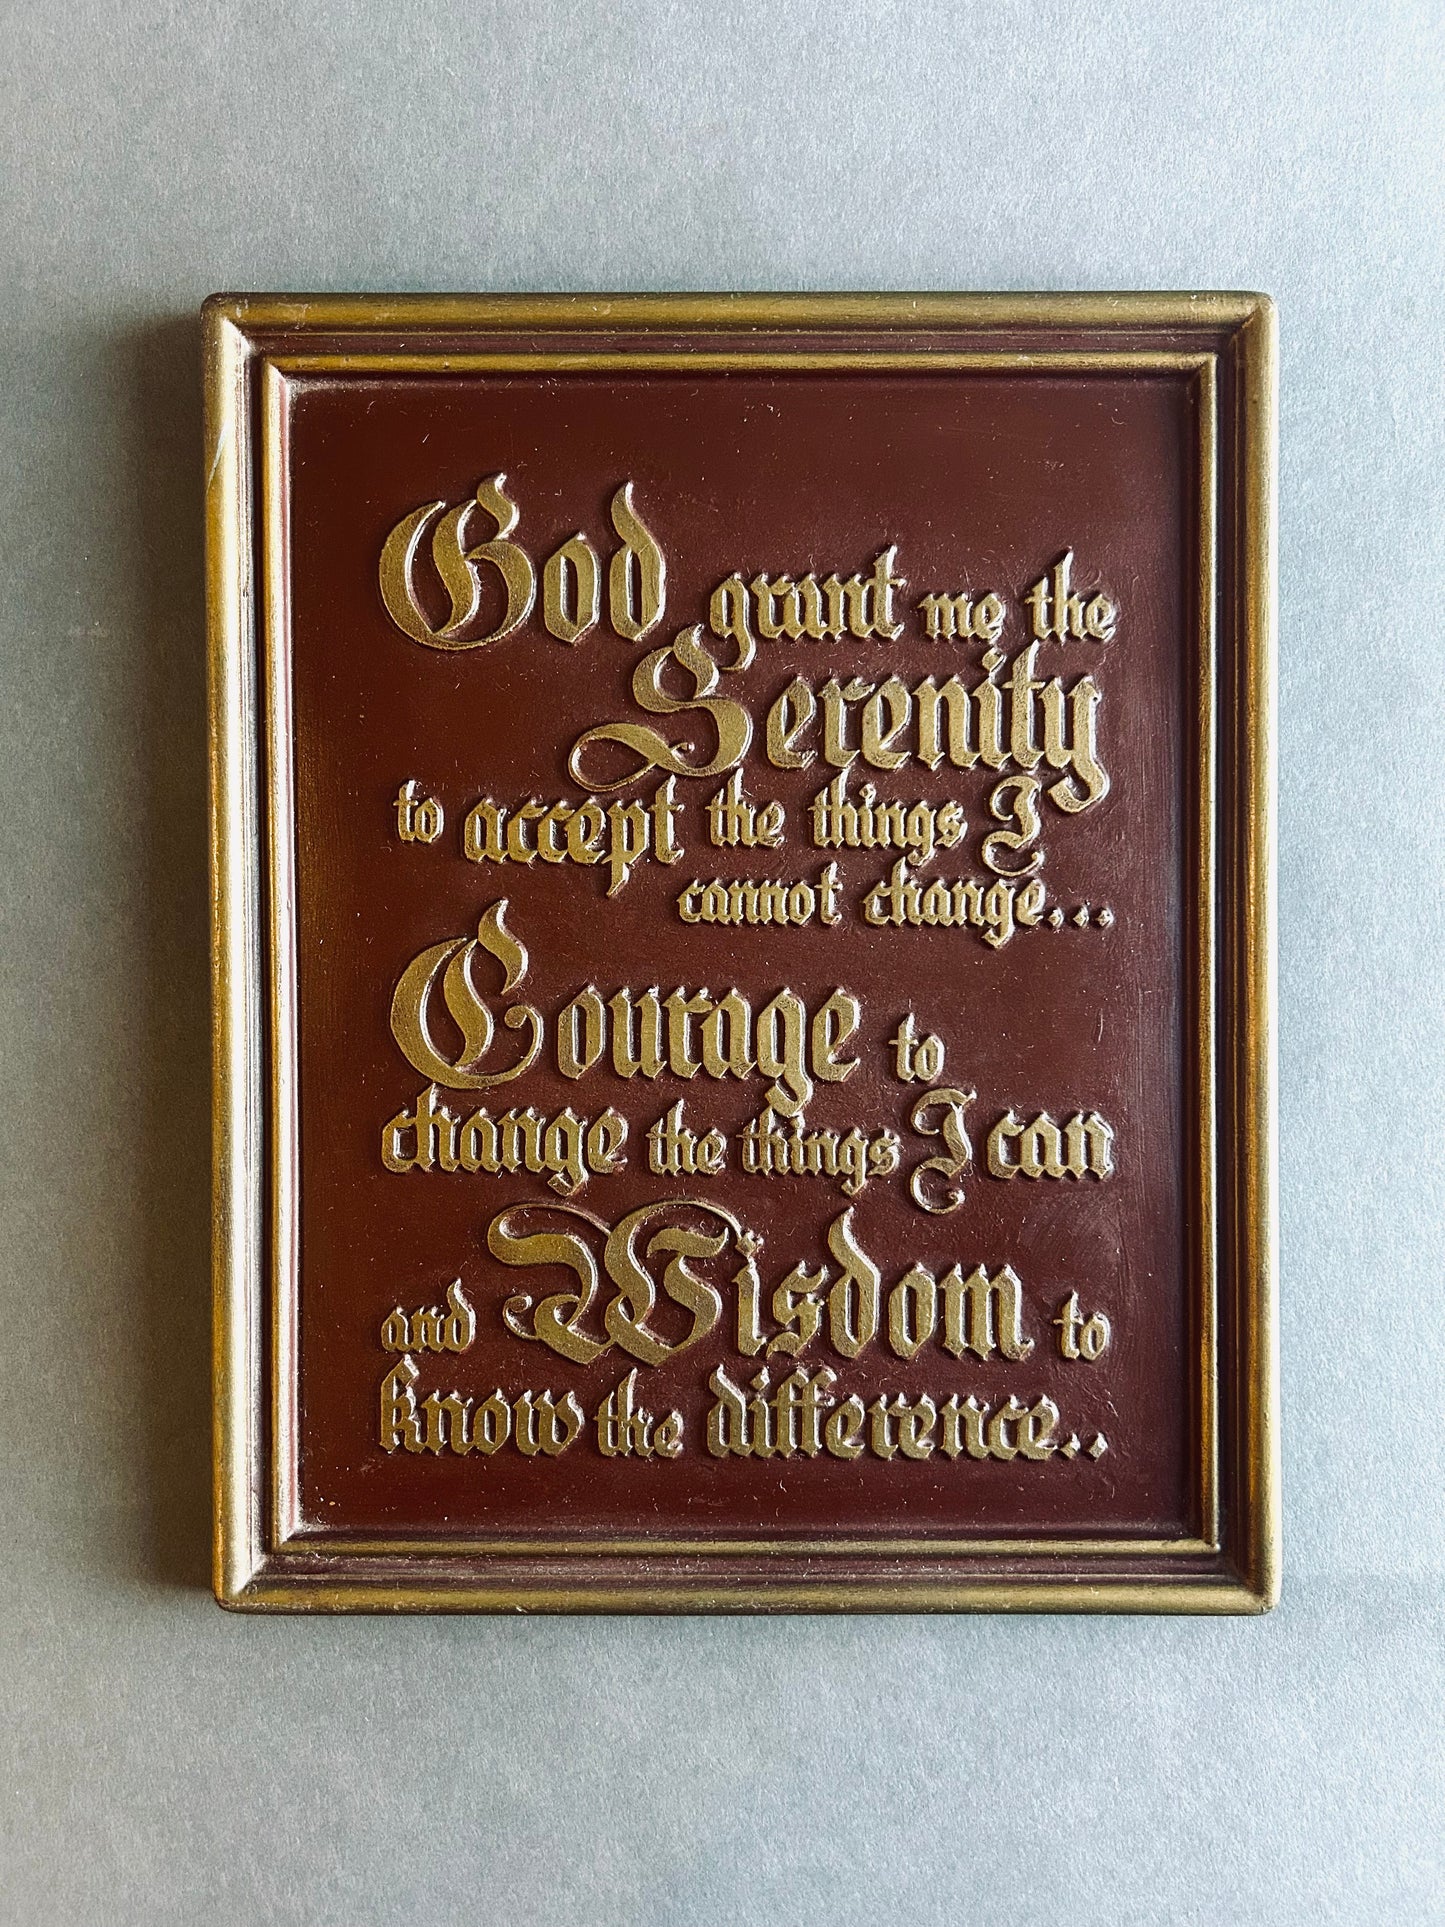 God grant me the
Serenity
to accept the things I
cannot change...
Courage to
change the things I can
and Wisdom to
know the difference..